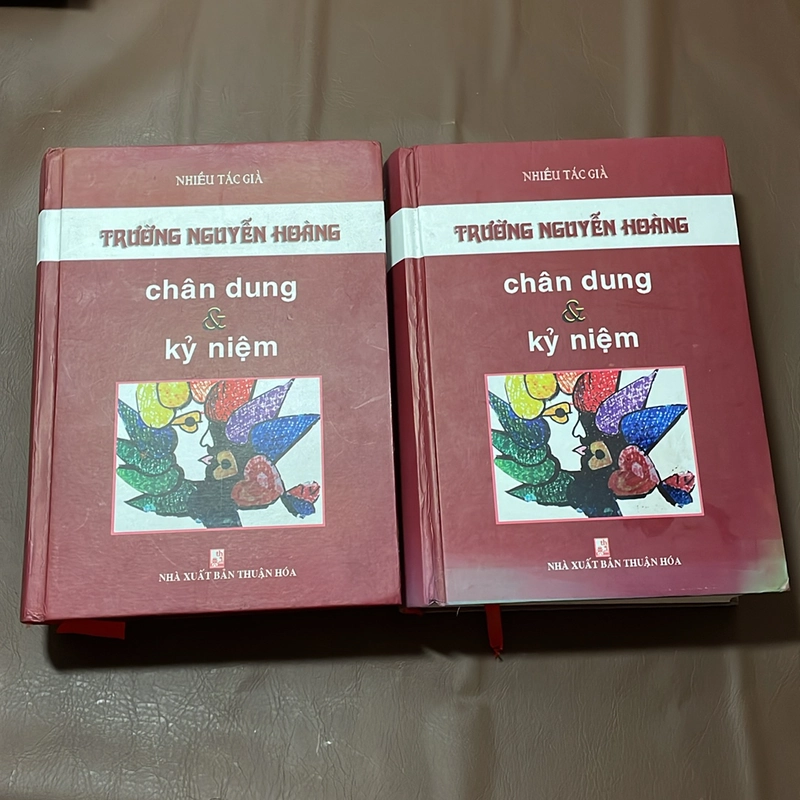 NHIỀU TÁC GIẢ
TRƯỜNG NGUYỄN HOÀNG
chân dung
&
kỷ niệm
NHÀ XUẤT BẢN THUẬN HÓA
NHIỀU TÁC GIẢ
TRƯỜNG NGUYỄN HOÀNG
chân dung
&
kỷ niệm
NHÀ XUẤT BẢN THUẬN HÓA